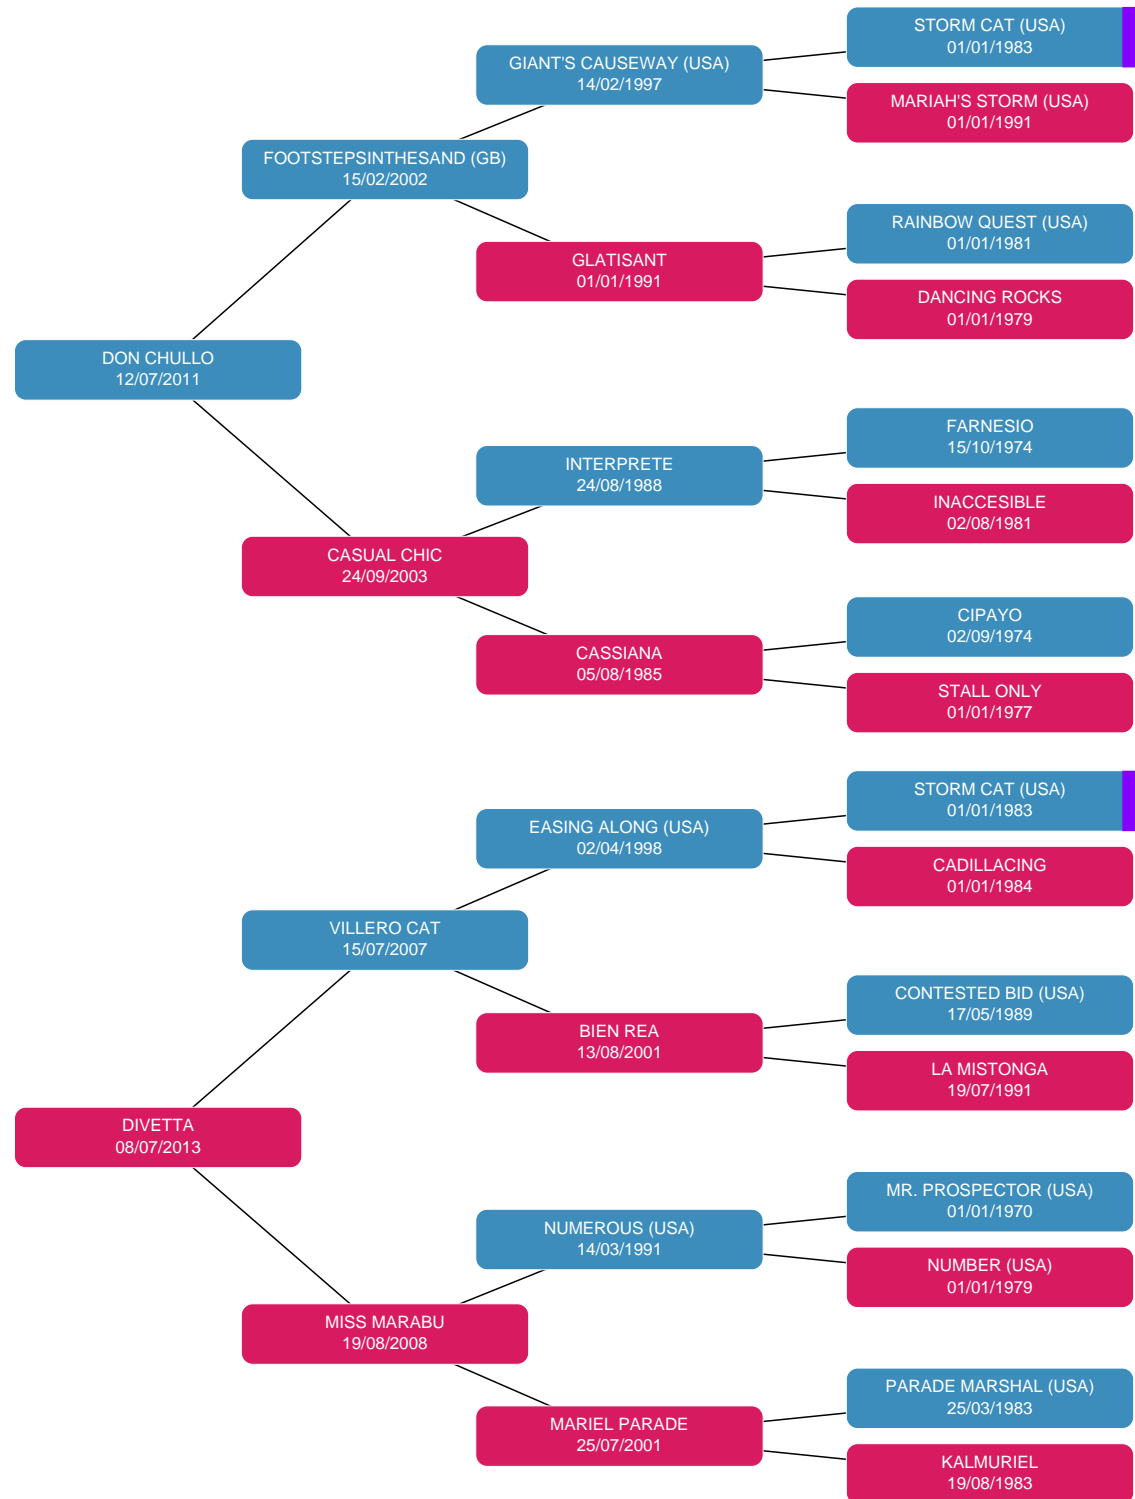 STORM CAT (USA)
01/01/1983
GIANT'S CAUSEWAY (USA)
14/02/1997
MARIAH'S STORM (USA)
01/01/1991
FOOTSTEPSINTHESAND (GB)
15/02/2002
RAINBOW QUEST (USA)
01/01/1981
GLATISANT
01/01/1991
DANCING ROCKS
01/01/1979
DON CHULLO
12/07/2011
FARNESIO
15/10/1974
INTERPRETE
24/08/1988
INACCESIBLE
02/08/1981
CASUAL CHIC
24/09/2003
CIPAYO
02/09/1974
CASSIANA
05/08/1985
STALL ONLY
01/01/1977
STORM CAT (USA)
01/01/1983
EASING ALONG (USA)
02/04/1998
CADILLACING
01/01/1984
VILLERO CAT
15/07/2007
CONTESTED BID (USA)
17/05/1989
BIEN REA
13/08/2001
LA MISTONGA
19/07/1991
DIVETTA
08/07/2013
MR. PROSPECTOR (USA)
01/01/1970
NUMEROUS (USA)
14/03/1991
NUMBER (USA)
01/01/1979
MISS MARABU
19/08/2008
PARADE MARSHAL (USA)
25/03/1983
MARIEL PARADE
25/07/2001
KALMURIEL
19/08/1983